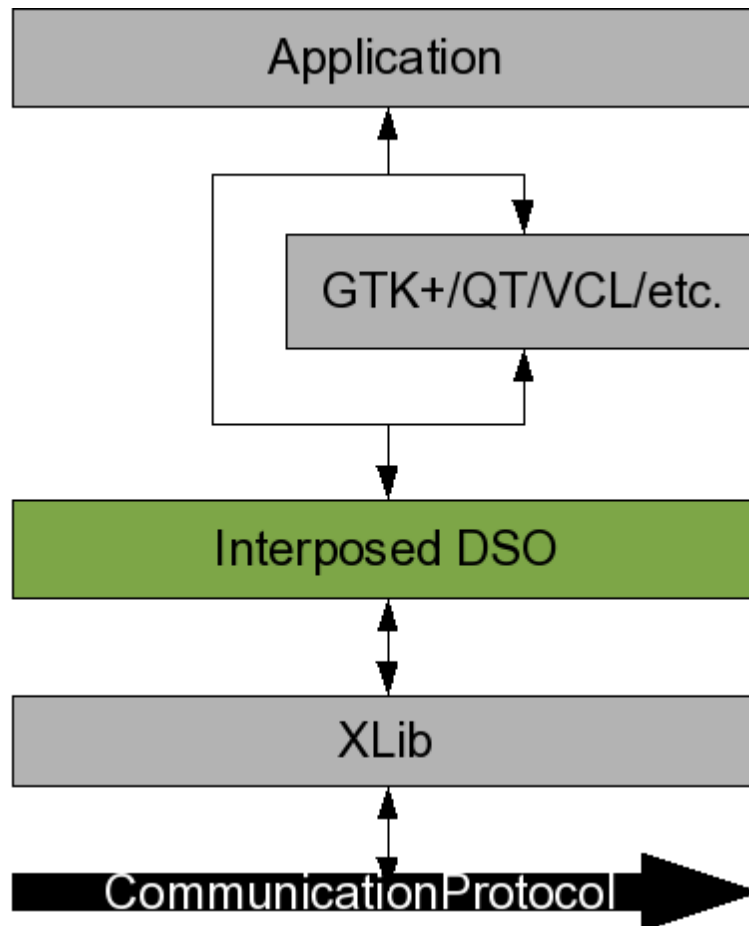 Application
GTK+/QT/VCL/etc.
Interposed DSO
XLib
CommunicationProtocol